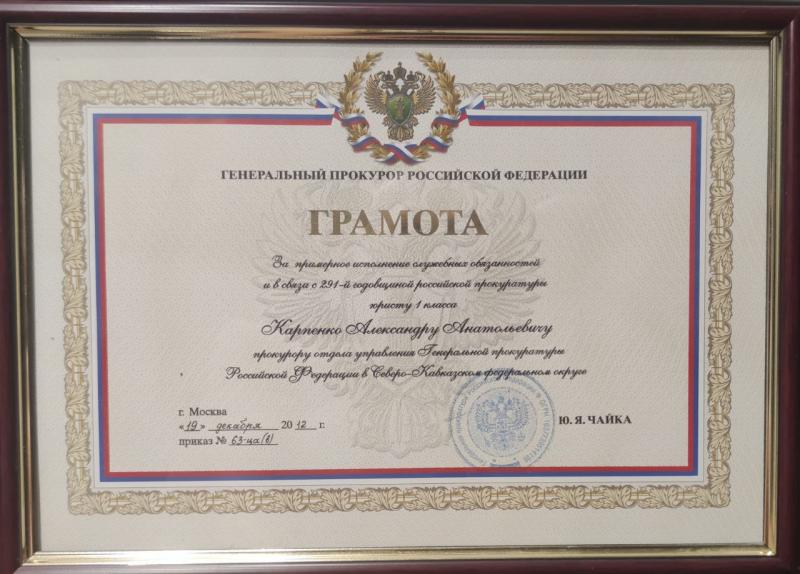 ГЕНЕРАЛЬНЫЙ ПРОКУРОР РОССИЙСКОЙ ФЕДЕРАЦИИ
ГРАМОТА
За примерное исполнение служебных обязанностей
и в связи с 291-й годовщиной российской прокуратуры
юристу 1 класса
Карпенко Александру Анатольевичу
прокурору отдела управления Генеральной прокуратуры
Российской Федерации в Северо-Кавказском федеральном округе
г. Москва
«19» декабря 2012 г.
приказ № 63-ца(в)
Ю. Я. ЧАЙКА